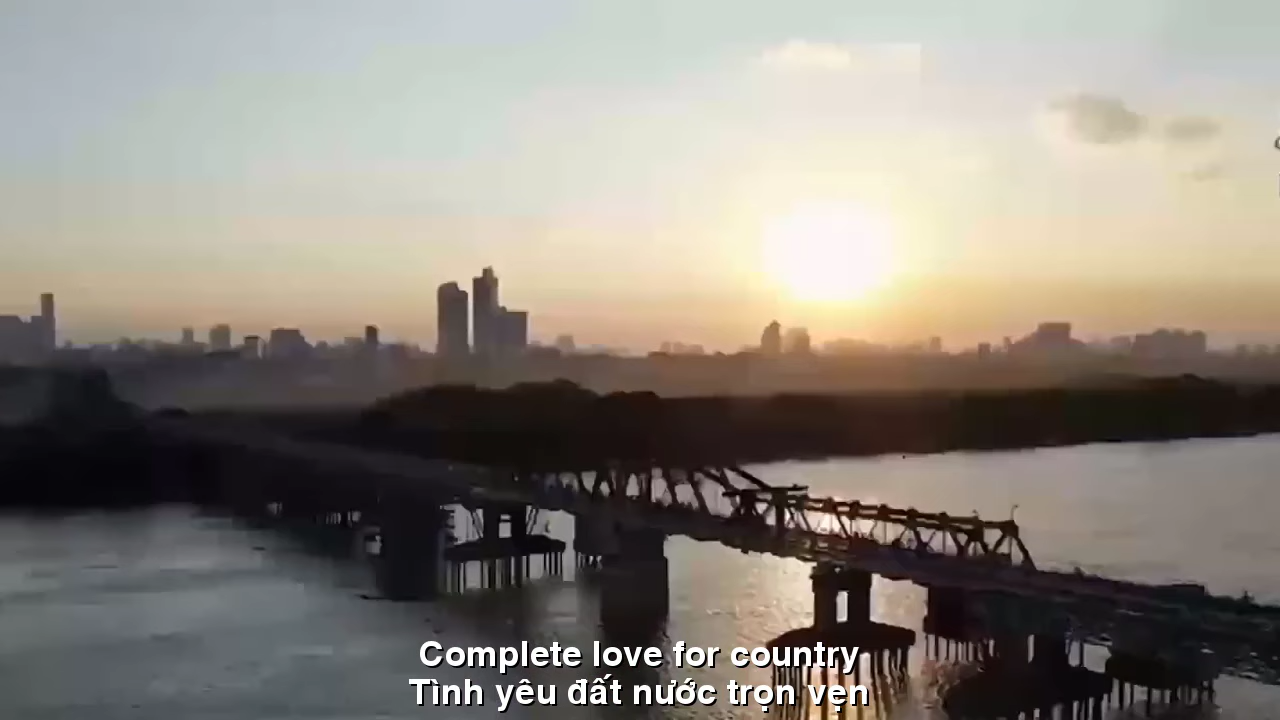 Complete love for country
Tình yêu đất nước trọn vẹn